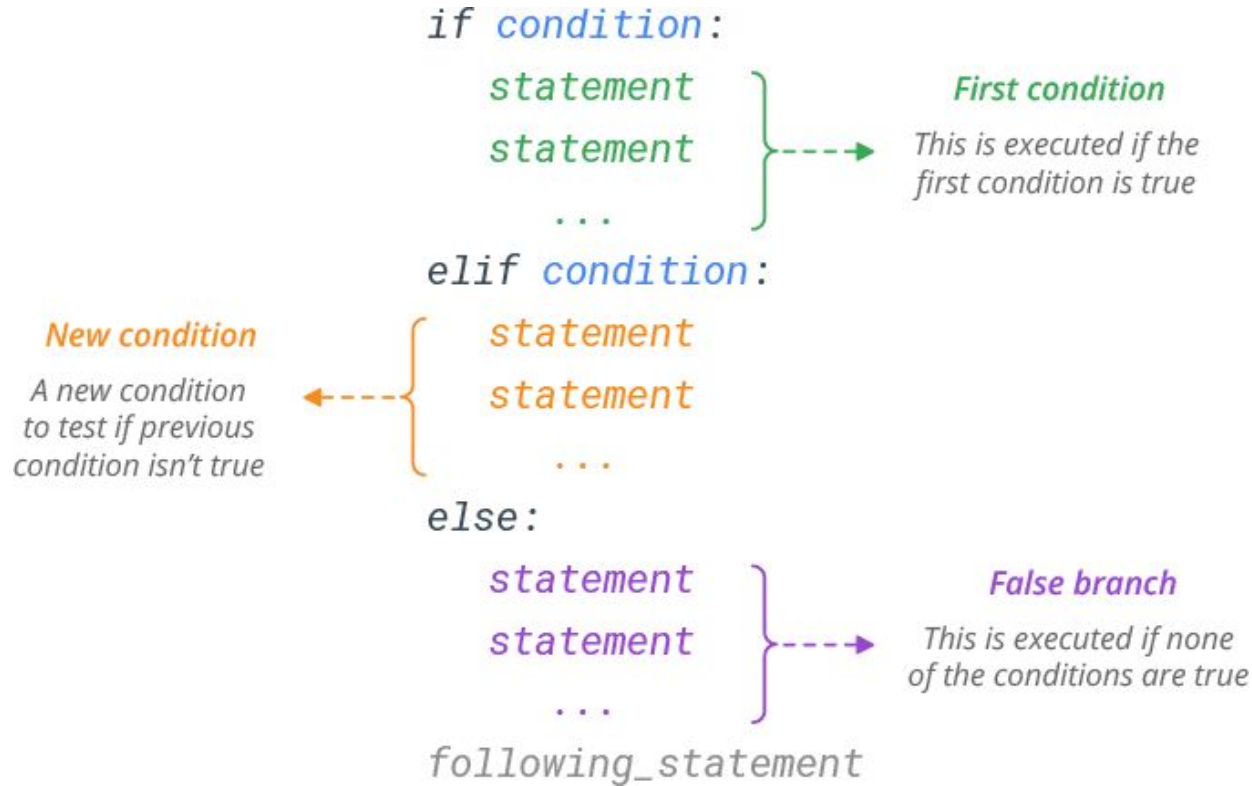 if condition:
statement
statement
...
First condition
This is executed if the
first condition is true
elif condition:
statement
statement
...
New condition
A new condition
to test if previous
condition isn’t true
else:
statement
statement
...
False branch
This is executed if none
of the conditions are true
following_statement